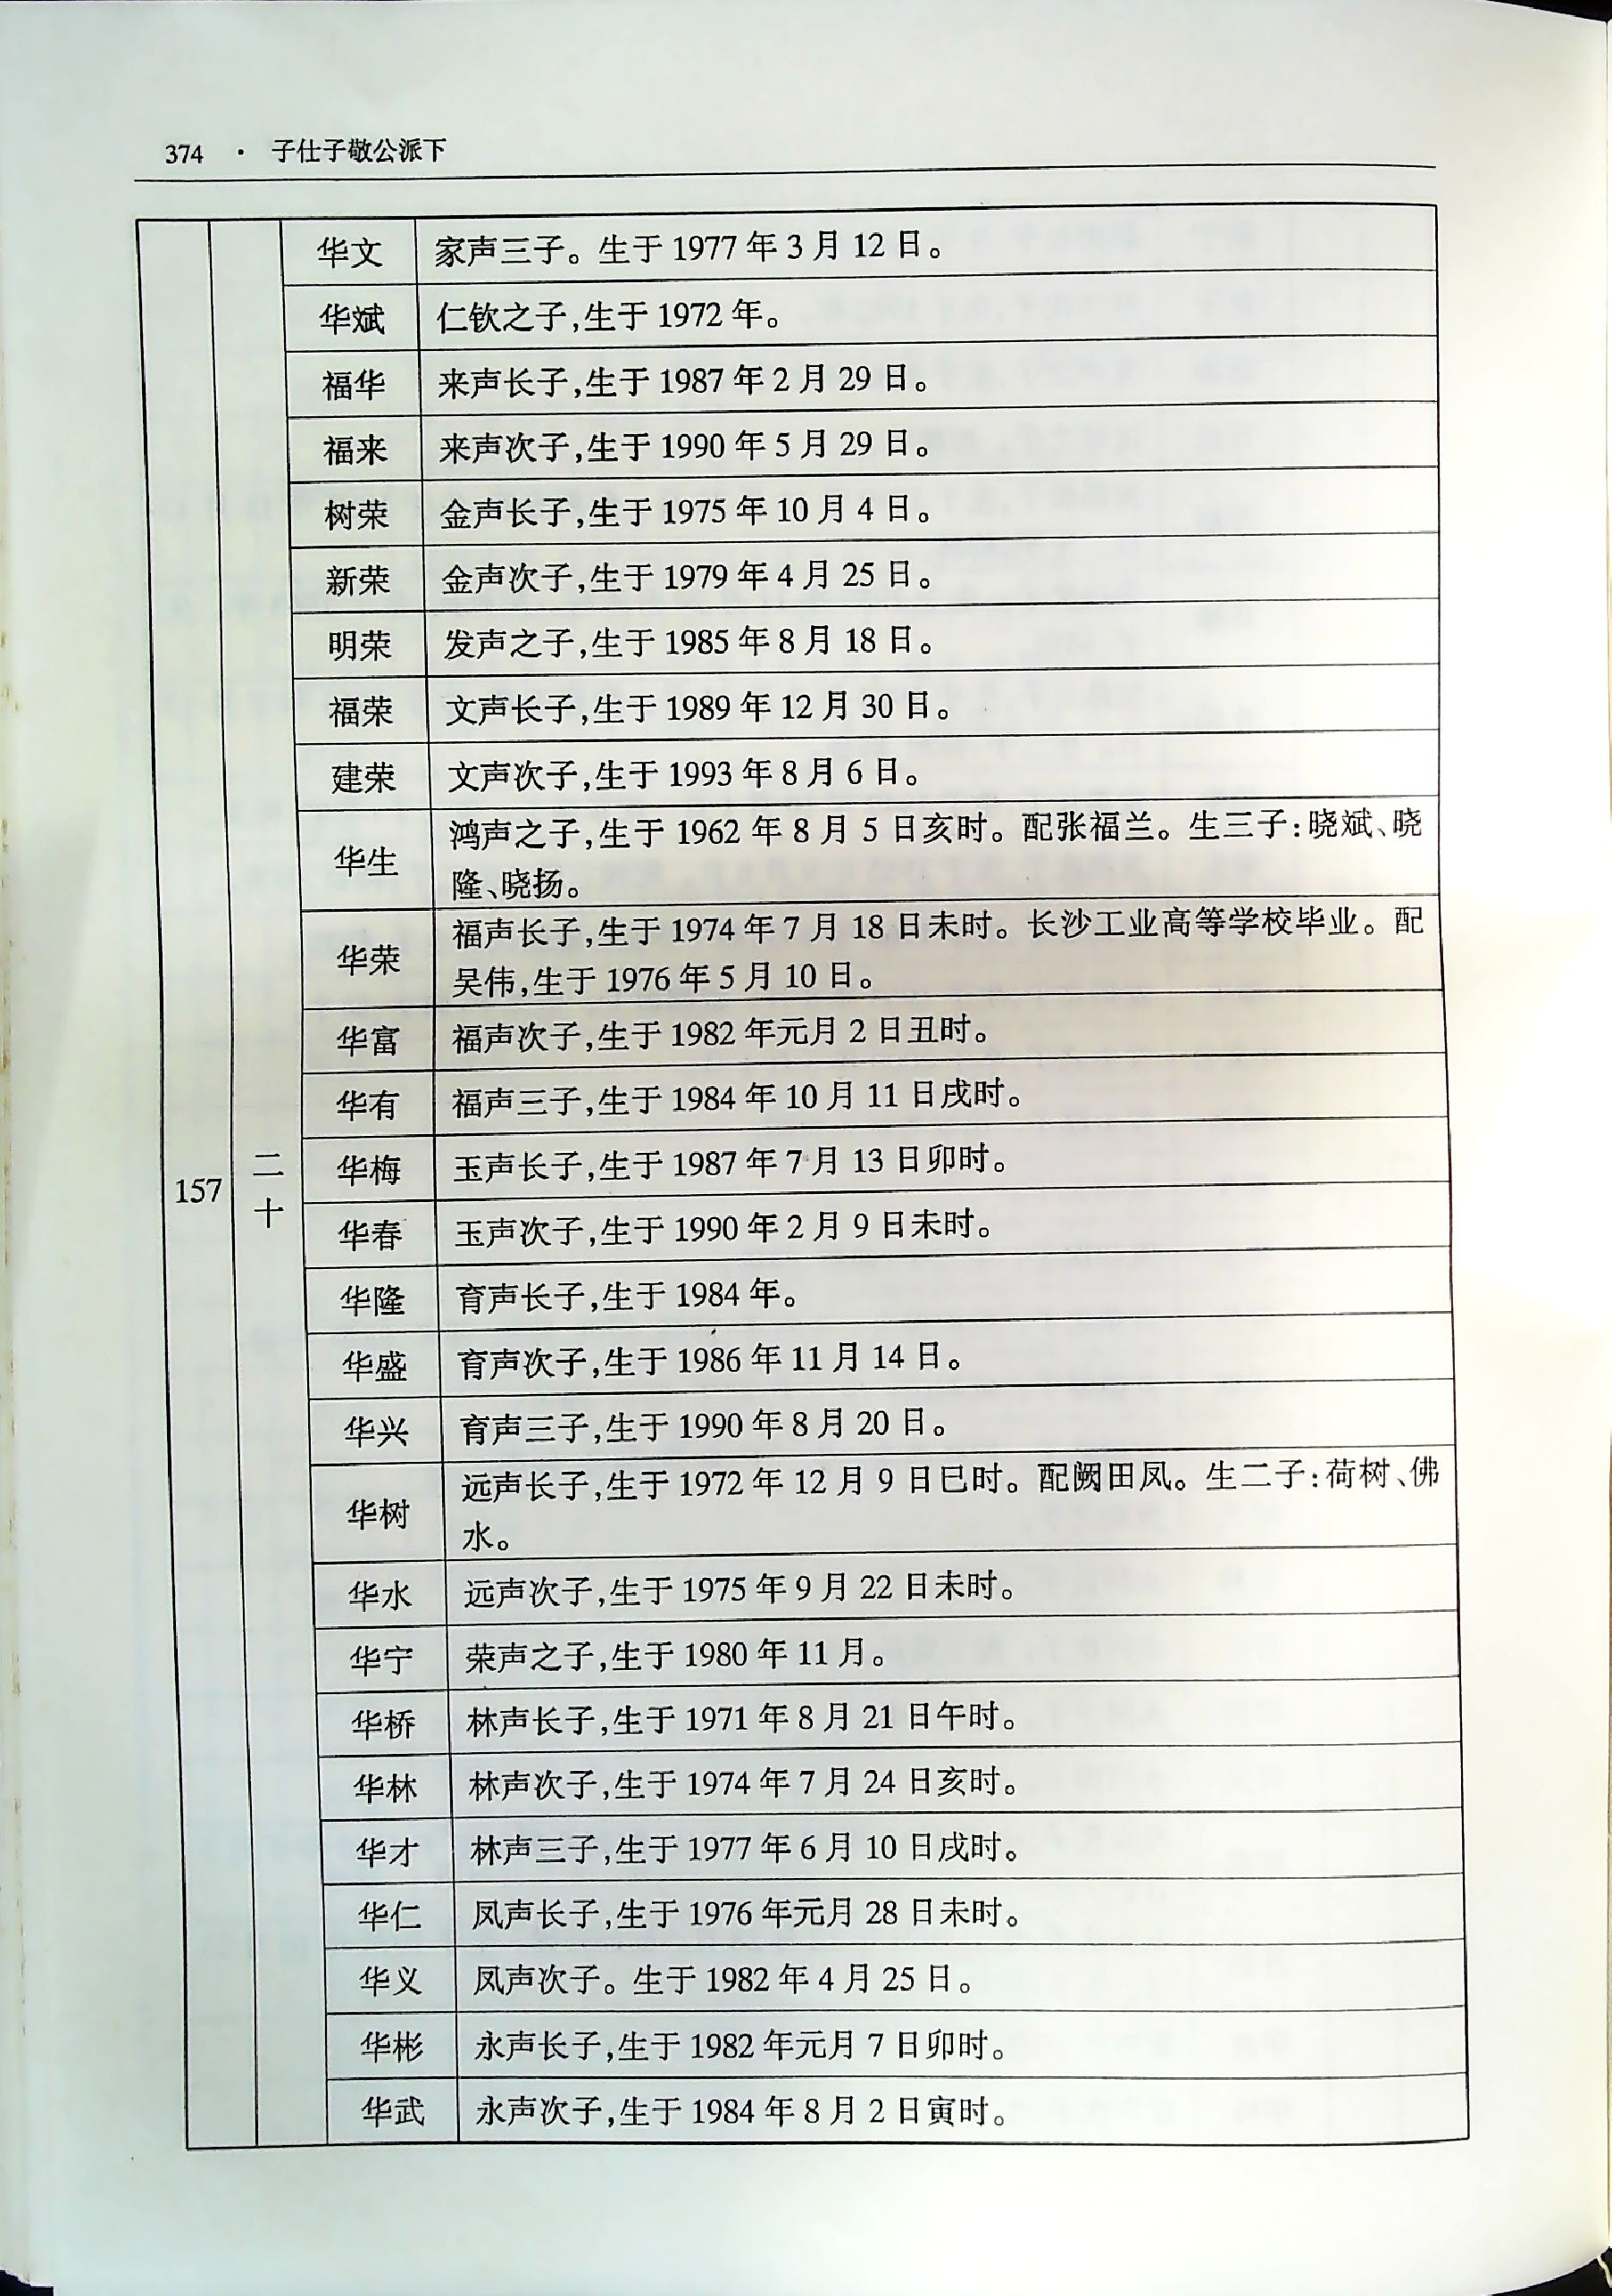 374 · 子仕子敬公派下
华文 家声三子。生于 1977 年 3 月 12 日。
华斌 仁钦之子,生于 1972 年。
福华 来声长子,生于 1987 年 2 月 29 日。
福来 来声次子,生于 1990 年 5 月 29 日。
树荣 金声长子,生于 1975 年 10 月 4 日。
新荣 金声次子,生于 1979 年 4 月 25 日。
明荣 发声之子,生于 1985 年 8 月 18 日。
福荣 文声长子,生于 1989 年 12 月 30 日。
建荣 文声次子,生于 1993 年 8 月 6 日。
华生 鸿声之子,生于 1962 年 8 月 5 日亥时。配张福兰。生三子:晓斌、晓
隆、晓扬。
华荣 福声长子,生于 1974 年 7 月 18 日未时。长沙工业高等学校毕业。配
吴伟,生于 1976 年 5 月 10 日。
华富 福声次子,生于 1982 年元月 2 日丑时。
华有 福声三子,生于 1984 年 10 月 11 日戌时。
157 二十
华梅 玉声长子,生于 1987 年 7 月 13 日卯时。
华春 玉声次子,生于 1990 年 2 月 9 日未时。
华隆 育声长子,生于 1984 年。
华盛 育声次子,生于 1986 年 11 月 14 日。
华兴 育声三子,生于 1990 年 8 月 20 日。
华树 远声长子,生于 1972 年 12 月 9 日巳时。配阙田凤。生二子:荷树、佛
水。
华水 远声次子,生于 1975 年 9 月 22 日未时。
华宁 荣声之子,生于 1980 年 11 月。
华桥 林声长子,生于 1971 年 8 月 21 日午时。
华林 林声次子,生于 1974 年 7 月 24 日亥时。
华才 林声三子,生于 1977 年 6 月 10 日戌时。
华仁 凤声长子,生于 1976 年元月 28 日未时。
华义 凤声次子。生于 1982 年 4 月 25 日。
华彬 永声长子,生于 1982 年元月 7 日卯时。
华武 永声次子,生于 1984 年 8 月 2 日寅时。